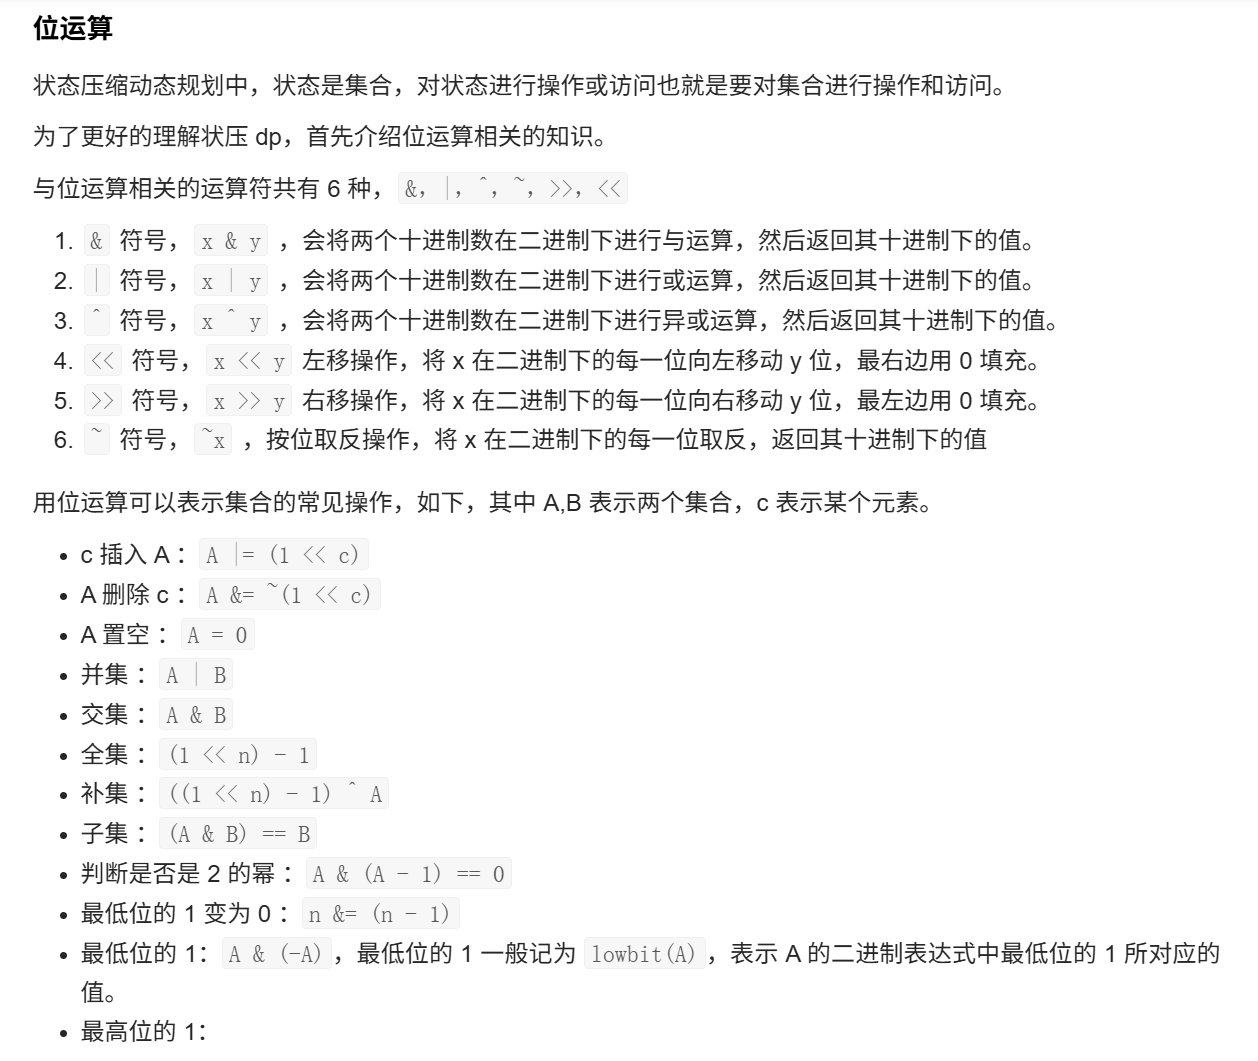 位运算
状态压缩动态规划中，状态是集合，对状态进行操作或访问也就是要对集合进行操作和访问。
为了更好的理解状压 dp，首先介绍位运算相关的知识。
与位运算相关的运算符共有 6 种， &, |, ^, ~, >>, <<
1. & 符号， x & y ，会将两个十进制数在二进制下进行与运算，然后返回其十进制下的值。
2. | 符号， x | y ，会将两个十进制数在二进制下进行或运算，然后返回其十进制下的值。
3. ^ 符号， x ^ y ，会将两个十进制数在二进制下进行异或运算，然后返回其十进制下的值。
4. << 符号， x << y 左移操作，将 x 在二进制下的每一位向左移动 y 位，最右边用 0 填充。
5. >> 符号， x >> y 右移操作，将 x 在二进制下的每一位向右移动 y 位，最左边用 0 填充。
6. ~ 符号， ~x ，按位取反操作，将 x 在二进制下的每一位取反，返回其十进制下的值
用位运算可以表示集合的常见操作，如下，其中 A,B 表示两个集合，c 表示某个元素。
• c 插入 A： A |= (1 << c)
• A 删除 c： A &= ~(1 << c)
• A 置空： A = 0
• 并集： A | B
• 交集： A & B
• 全集： (1 << n) - 1
• 补集： ((1 << n) - 1) ^ A
• 子集： (A & B) == B
• 判断是否是 2 的幂： A & (A - 1) == 0
• 最低位的 1 变为 0： n &= (n - 1)
• 最低位的 1： A & (-A)，最低位的 1 一般记为 lowbit(A)，表示 A 的二进制表达式中最低位的 1 所对应的
值。
• 最高位的 1：